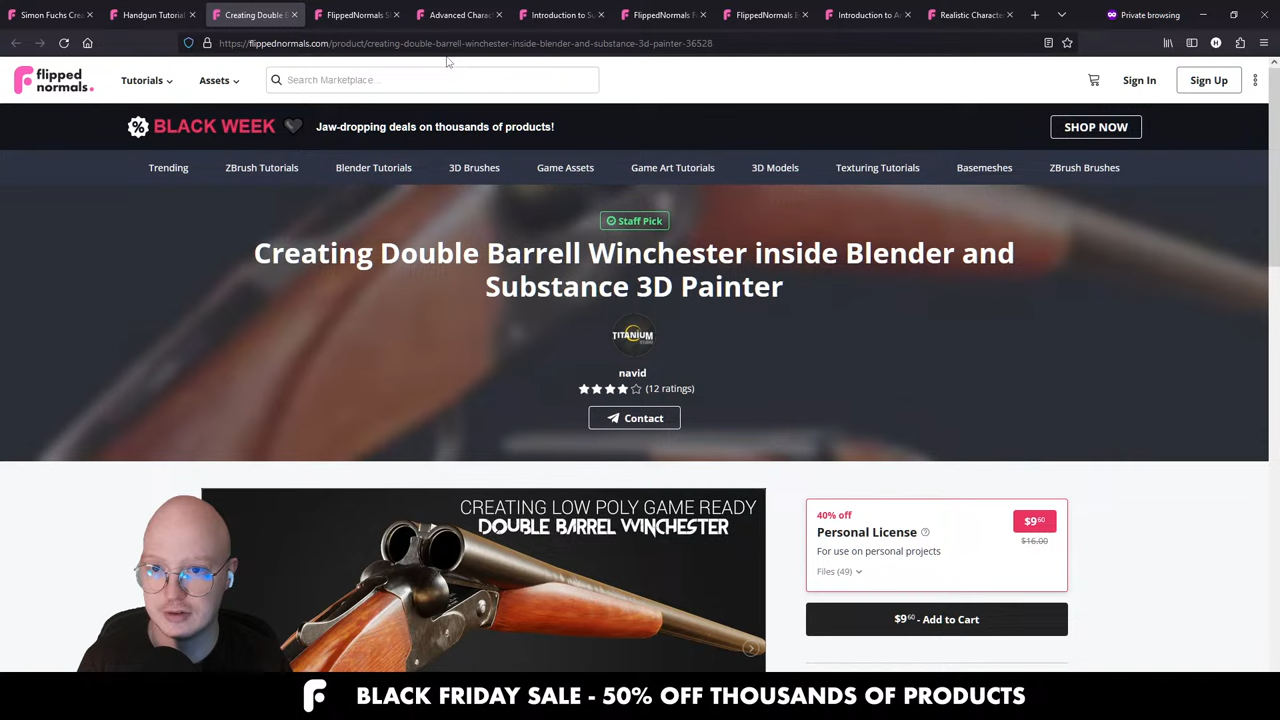 Simon Fuchs Crea
Handgun Tutorial
Creating Double E
FlippedNormals S
Advanced Charac
Introduction to Su
FlippedNormals F
FlippedNormals E
Introduction to A
Realistic Characte
Private browsing
https://flippednormals.com/product/creating-double-barrell-winchester-inside-blender-and-substance-3d-painter-36528
flipped
normals.
Tutorials
Assets
Search Marketplace...
Sign In
Sign Up
BLACK WEEK
Jaw-dropping deals on thousands of products!
SHOP NOW
Trending
ZBrush Tutorials
Blender Tutorials
3D Brushes
Game Assets
Game Art Tutorials
3D Models
Texturing Tutorials
Basemeshes
ZBrush Brushes
Staff Pick
Creating Double Barrell Winchester inside Blender and
Substance 3D Painter
TITANIUM
navid
(12 ratings)
Contact
CREATING LOW POLY GAME READY
DOUBLE BARREL WINCHESTER
40% off
Personal License
$9 60
$16.00
For use on personal projects
Files (49)
$9 60 - Add to Cart
BLACK FRIDAY SALE - 50% OFF THOUSANDS OF PRODUCTS